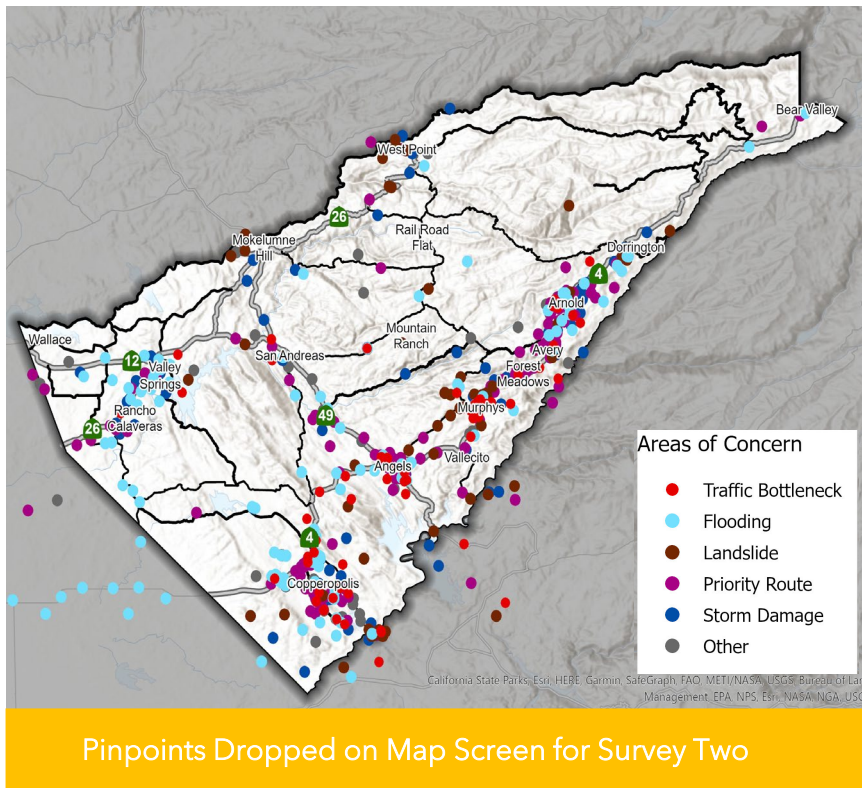 Bear Valley
West Point
26
Rail Road
Flat
Mokelumne
Hill
Dorrington
4
Arnold
Wallace
Mountain
Ranch
San Andreas
Avery
12
Valley
Springs
Forest
Meadows
Rancho
Calaveras
26
49
Murphys
Angels
Vallecito
4
Copperopolis
Areas of Concern
Traffic Bottleneck
Flooding
Landslide
Priority Route
Storm Damage
Other
California State Parks, Esri, HERE, Garmin, SafeGraph, FAO, METI/NASA, USGS, Bureau of Lan
Management, EPA, NPS, Esri, NASA, NGA, USG
Pinpoints Dropped on Map Screen for Survey Two